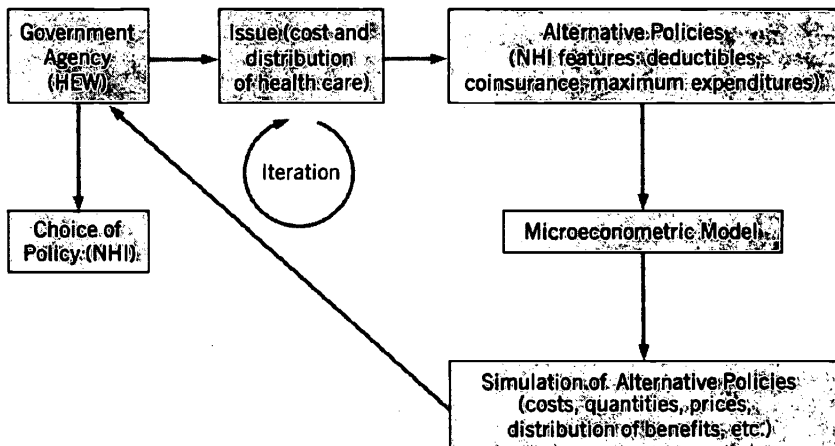 Government
Agency
(HEW)
Issue (cost and
distribution
of health care)
Alternative Policies
(NHI features: deductibles,
coinsurance, maximum expenditures)
Iteration
Choice of
Policy (NHI)
Microeconometric Model
Simulation of Alternative Policies
(costs, quantities, prices,
distribution of benefits, etc.)